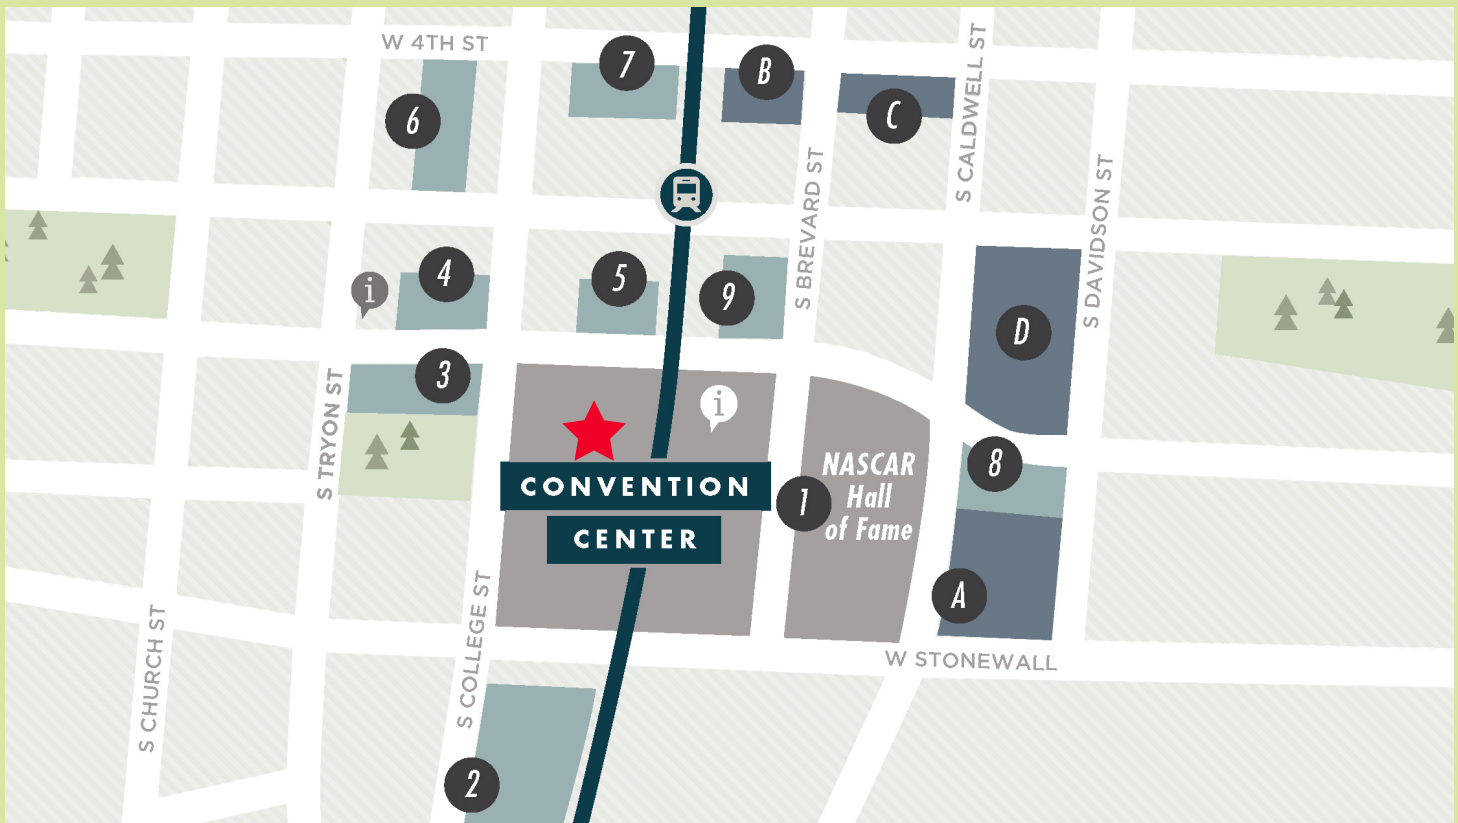 W 4TH ST
7
B
C
6
S CALDWELL ST
S BREVARD ST
S DAVIDSON ST
i
4
5
9
D
3
S TRYON ST
i
8
CONVENTION
CENTER
1
NASCAR
Hall
of Fame
A
S COLLEGE ST
S CHURCH ST
W STONEWALL
2